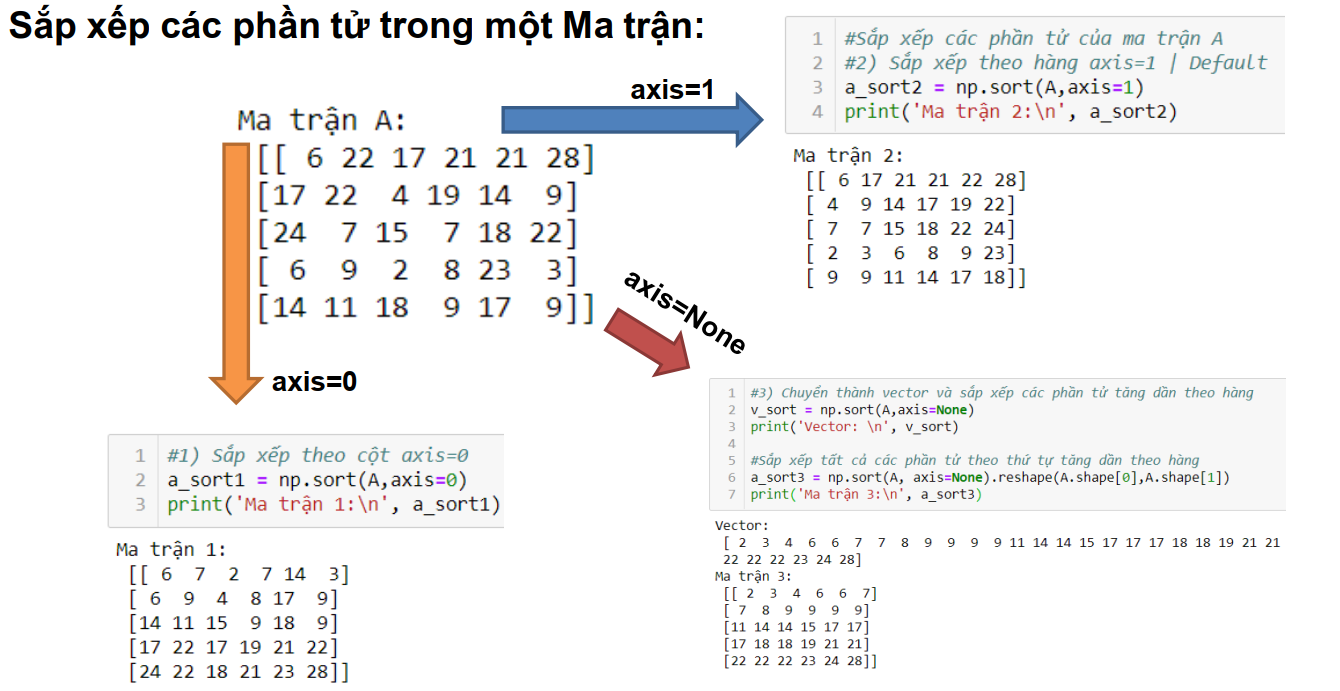 Sắp xếp các phần tử trong một Ma trận:
axis=1
Ma trận A:
[[ 6 22 17 21 21 28]
[17 22  4 19 14  9]
[24  7 15  7 18 22]
[ 6  9  2  8 23  3]
[14 11 18  9 17  9]]
1 #Sắp xếp các phần tử của ma trận A
2 #2) Sắp xếp theo hàng axis=1 | Default
3 a_sort2 = np.sort(A,axis=1)
4 print('Ma trận 2:\n', a_sort2)
Ma trận 2:
[[ 6 17 21 21 22 28]
[ 4  9 14 17 19 22]
[ 7  7 15 18 22 24]
[ 2  3  6  8  9 23]
[ 9  9 11 14 17 18]]
axis=None
axis=0
1 #1) Sắp xếp theo cột axis=0
2 a_sort1 = np.sort(A,axis=0)
3 print('Ma trận 1:\n', a_sort1)
Ma trận 1:
[[ 6  7  2  7 14  3]
[ 6  9  4  8 17  9]
[14 11 15  9 18  9]
[17 22 17 19 21 22]
[24 22 18 21 23 28]]
1 #3) Chuyển thành vector và sắp xếp các phần tử tăng dần theo hàng
2 v_sort = np.sort(A,axis=None)
3 print('Vector: \n', v_sort)
4
5 #Sắp xếp tất cả các phần tử theo thứ tự tăng dần theo hàng
6 a_sort3 = np.sort(A, axis=None).reshape(A.shape[0],A.shape[1])
7 print('Ma trận 3:\n', a_sort3)
Vector:
[ 2  3  4  6  6  7  7  8  9  9  9  9 11 14 14 15 17 17 17 18 18 19 21 21
22 22 22 23 24 28]
Ma trận 3:
[[ 2  3  4  6  6  7]
[ 7  8  9  9  9  9]
[11 14 14 15 17 17]
[17 18 18 19 21 21]
[22 22 22 23 24 28]]